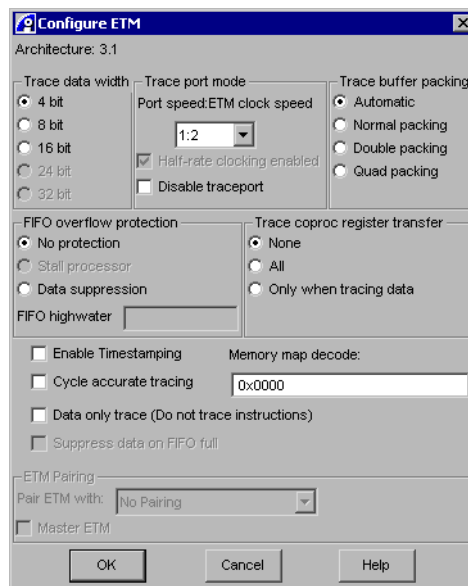 Configure ETM
Architecture: 3.1
Trace data width
4 bit
8 bit
16 bit
24 bit
32 bit
Trace port mode
Port speed:ETM clock speed
1:2
Half-rate clocking enabled
Disable traceport
Trace buffer packing
Automatic
Normal packing
Double packing
Quad packing
FIFO overflow protection
No protection
Stall processor
Data suppression
FIFO highwater
Trace coproc register transfer
None
All
Only when tracing data
Enable Timestamping
Memory map decode:
Cycle accurate tracing
0x0000
Data only trace (Do not trace instructions)
Suppress data on FIFO full
ETM Pairing
Pair ETM with: No Pairing
Master ETM
OK Cancel Help